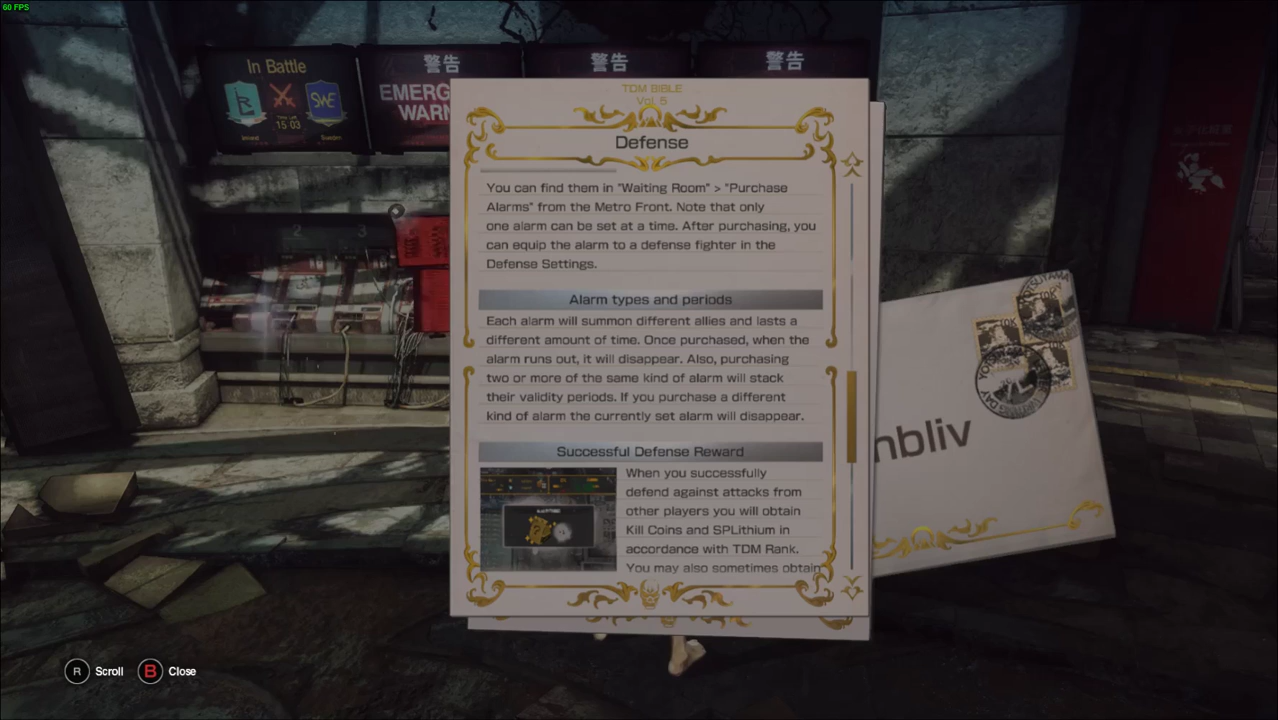 60 FPS
In Battle
Time Left
15:03
警告
EMERG
WARN
警告
警告
1
2
3
TDM BIBLE
Vol. 5
Defense
You can find them in "Waiting Room" > "Purchase
Alarms" from the Metro Front. Note that only
one alarm can be set at a time. After purchasing, you
can equip the alarm to a defense fighter in the
Defense Settings.
Alarm types and periods
Each alarm will summon different allies and lasts a
different amount of time. Once purchased, when the
alarm runs out, it will disappear. Also, purchasing
two or more of the same kind of alarm will stack
their validity periods. If you purchase a different
kind of alarm the currently set alarm will disappear.
Successful Defense Reward
When you successfully
defend against attacks from
other players you will obtain
Kill Coins and SPLithium in
accordance with TDM Rank.
You may also sometimes obtain
nbliv
R Scroll B Close